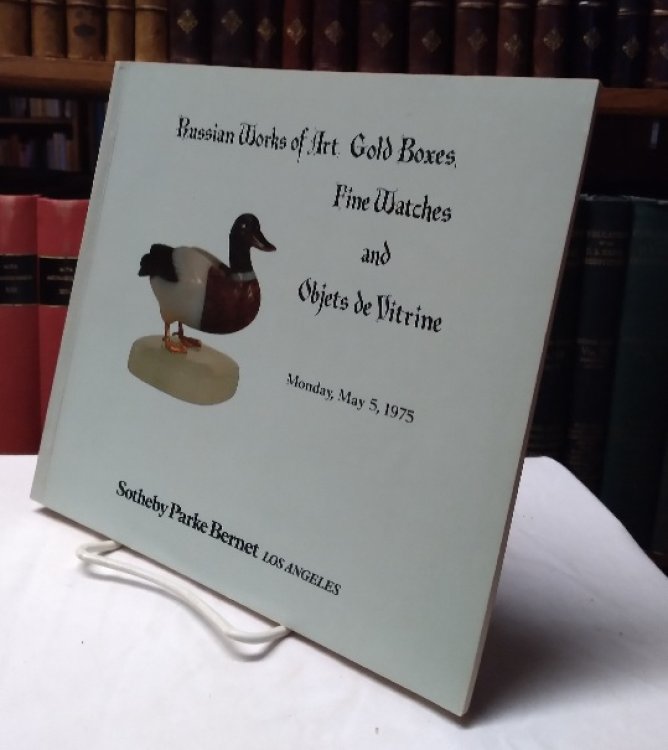 Russian Works of Art, Gold Boxes,
Fine Watches
and
Objets de Vitrine
Monday, May 5, 1975
Sotheby Parke Bernet LOS ANGELES